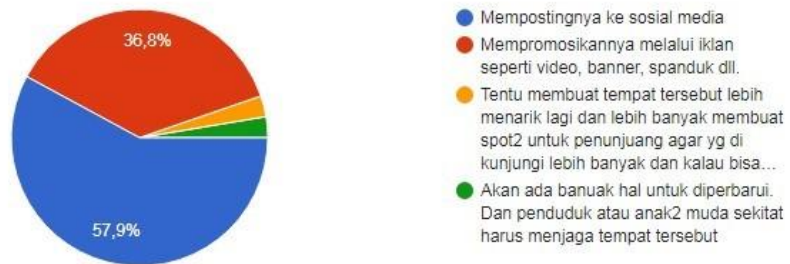 36,8%
57,9%
Mempostingnya ke sosial media
Mempromosikannya melalui iklan
seperti video, banner, spanduk dll.
Tentu membuat tempat tersebut lebih
menarik lagi dan lebih banyak membuat
spot2 untuk penunjuang agar yg di
kunjungi lebih banyak dan kalau bisa...
Akan ada banuak hal untuk diperbarui.
Dan penduduk atau anak2 muda sekitat
harus menjaga tempat tersebut